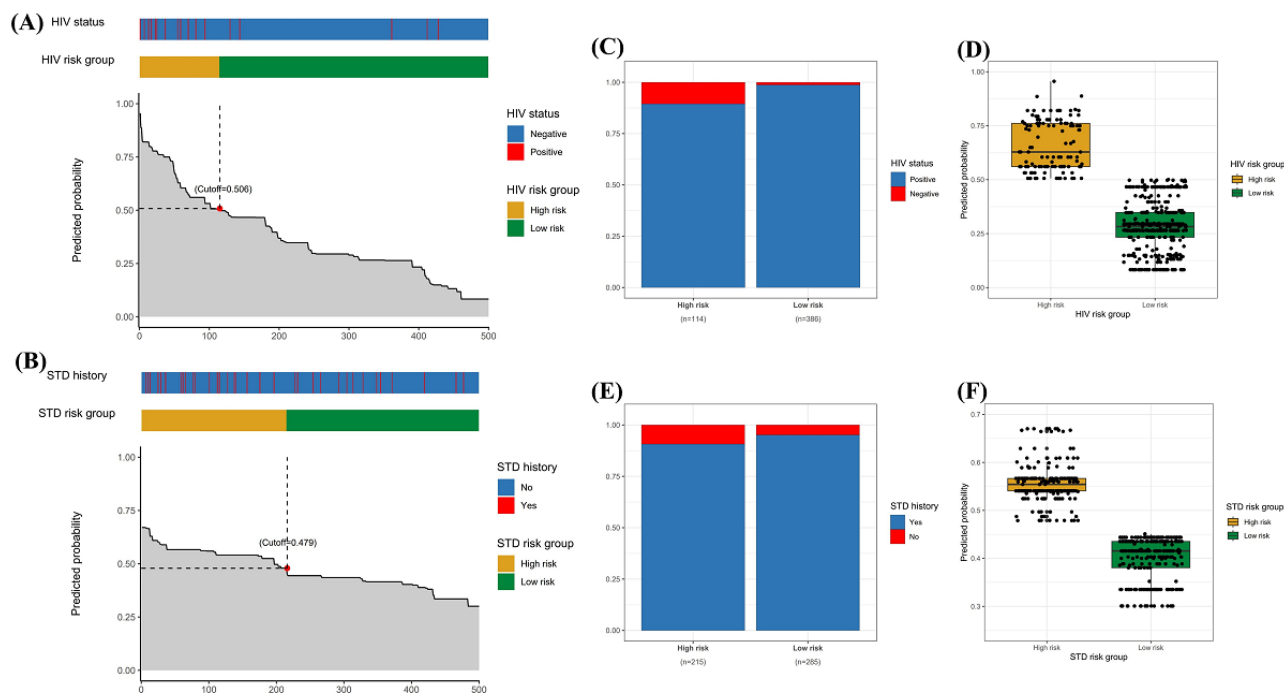 (A)
HIV status
HIV risk group
Predicted probability
1.00
0.75
0.50
0.25
0.00
(Cutoff=0.506)
0
100
200
300
400
500
HIV status
Negative
Positive
HIV risk group
High risk
Low risk
(C)
1.00
0.75
0.50
0.25
0.00
High risk
(n=114)
Low risk
(n=386)
HIV status
Positive
Negative
(D)
Predicted probability
1.00
0.75
0.50
0.25
0.00
High risk
Low risk
HIV risk group
HIV risk group
High risk
Low risk
(B)
STD history
STD risk group
Predicted probability
1.00
0.75
0.50
0.25
0.00
(Cutoff=0.479)
0
100
200
300
400
500
STD history
No
Yes
STD risk group
High risk
Low risk
(E)
1.00
0.75
0.50
0.25
0.00
High risk
(n=215)
Low risk
(n=285)
STD history
Yes
No
(F)
Predicted probability
0.7
0.6
0.5
0.4
0.3
High risk
Low risk
STD risk group
STD risk group
High risk
Low risk